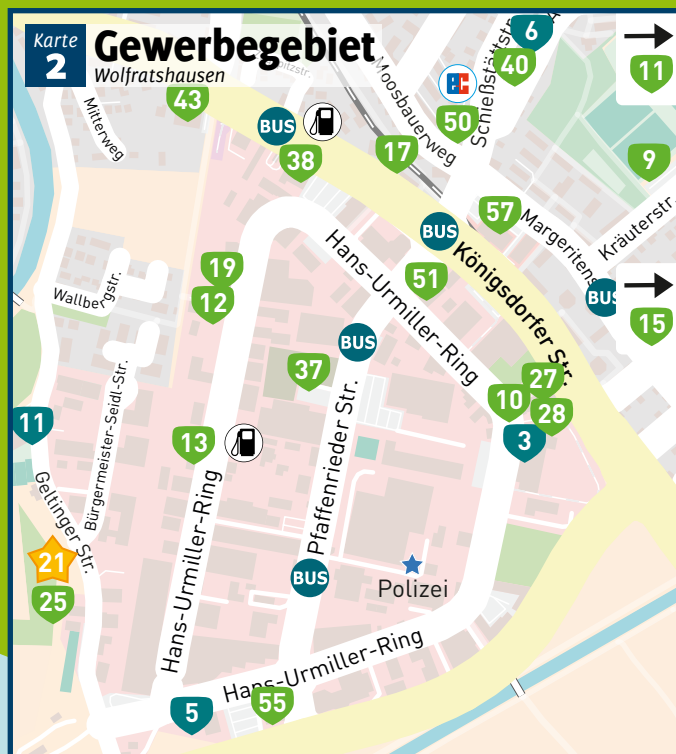 Karte
2
Gewerbegebiet
Wolfratshausen
6
40
11
43
Mitterweg
BUS
38
Moosbauerweg
17
50
Schießstättstr.
9
57
Margeritens
Kräuterstr.
BUS
Königsdorfer Str.
BUS
15
19
12
Wallbergstr.
Hans-Urmiller-Ring
51
BUS
37
27
10
28
3
11
Bürgermeister-Seidl-Str.
13
Pfaffenrieder Str.
Hans-Urmiller-Ring
Geltinger Str.
21
25
BUS
Polizei
Hans-Urmiller-Ring
5
55